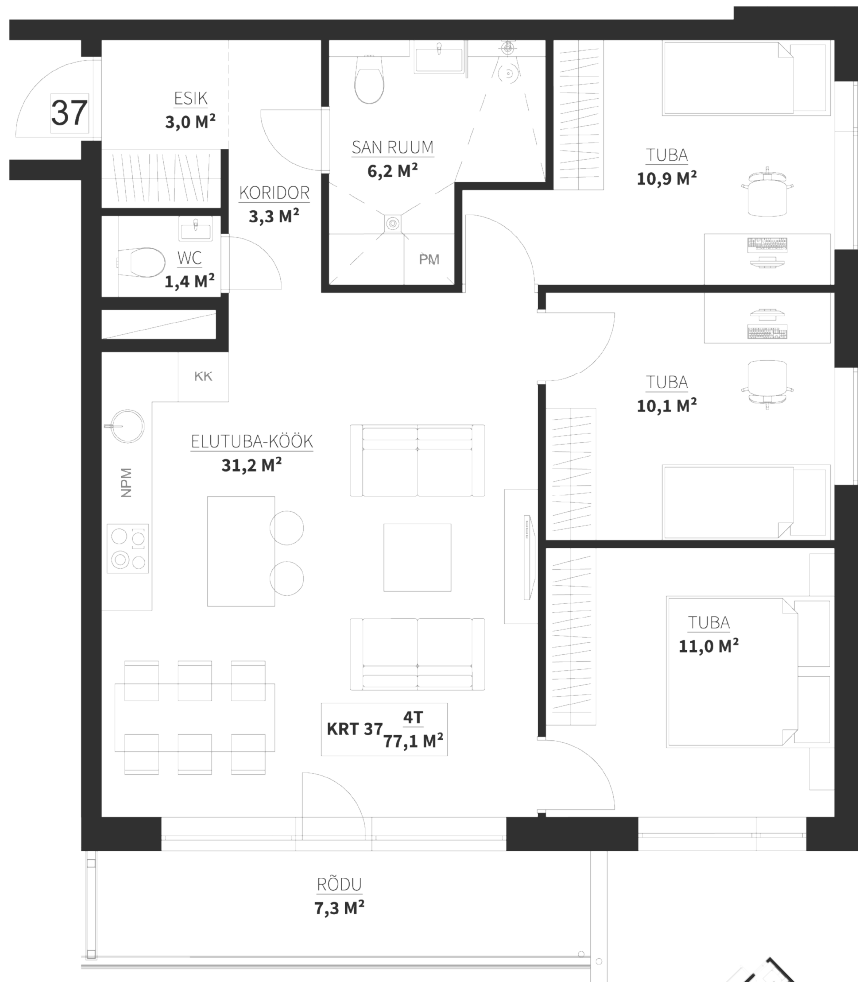 37
ESIK
3,0 M²
SAN RUUM
6,2 M²
TUBA
10,9 M²
KORIDOR
3,3 M²
WC
1,4 M²
PM
KK
TUBA
10,1 M²
ELUTUBA-KÖÖK
31,2 M²
NPM
TUBA
11,0 M²
KRT 37
4T
77,1 M²
RÕDU
7,3 M²